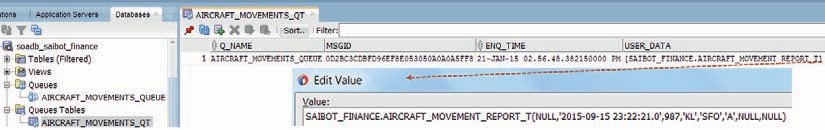 tions
Application Servers
Databases
AIRCRAFT_MOVEMENTS_QT
Sort..
Filter:
soadb_saibot_finance
Tables (Filtered)
Views
Queues
AIRCRAFT_MOVEMENTS_QUEUE
Queues Tables
AIRCRAFT_MOVEMENTS_QT
Q_NAME MSGID ENQ_TIME USER_DATA
1 AIRCRAFT_MOVEMENTS_QUEUE 0D2BC3CDBFD96EF8E053050A0A0A5FF8 21-JAN-15 02.56.48.382150000 PM [SAIBOT_FINANCE.AIRCRAFT_MOVEMENT_REPORT_T]
Edit Value
Value:
SAIBOT_FINANCE.AIRCRAFT_MOVEMENT_REPORT_T(NULL,'2015-09-15 23:22:21.0',987,'KL','SFO','A',NULL,NULL)